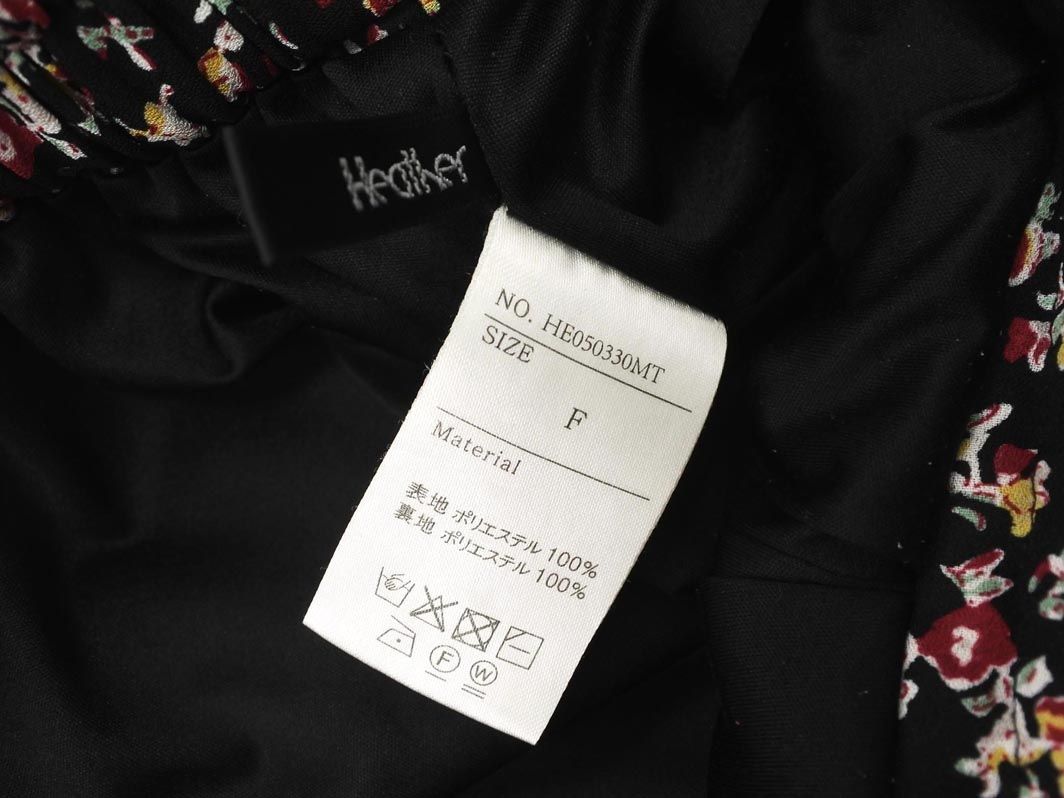 Heather
NO. HE050330MT
SIZE
F
Material
表地 ポリエステル 100%
裏地 ポリエステル 100%
F W